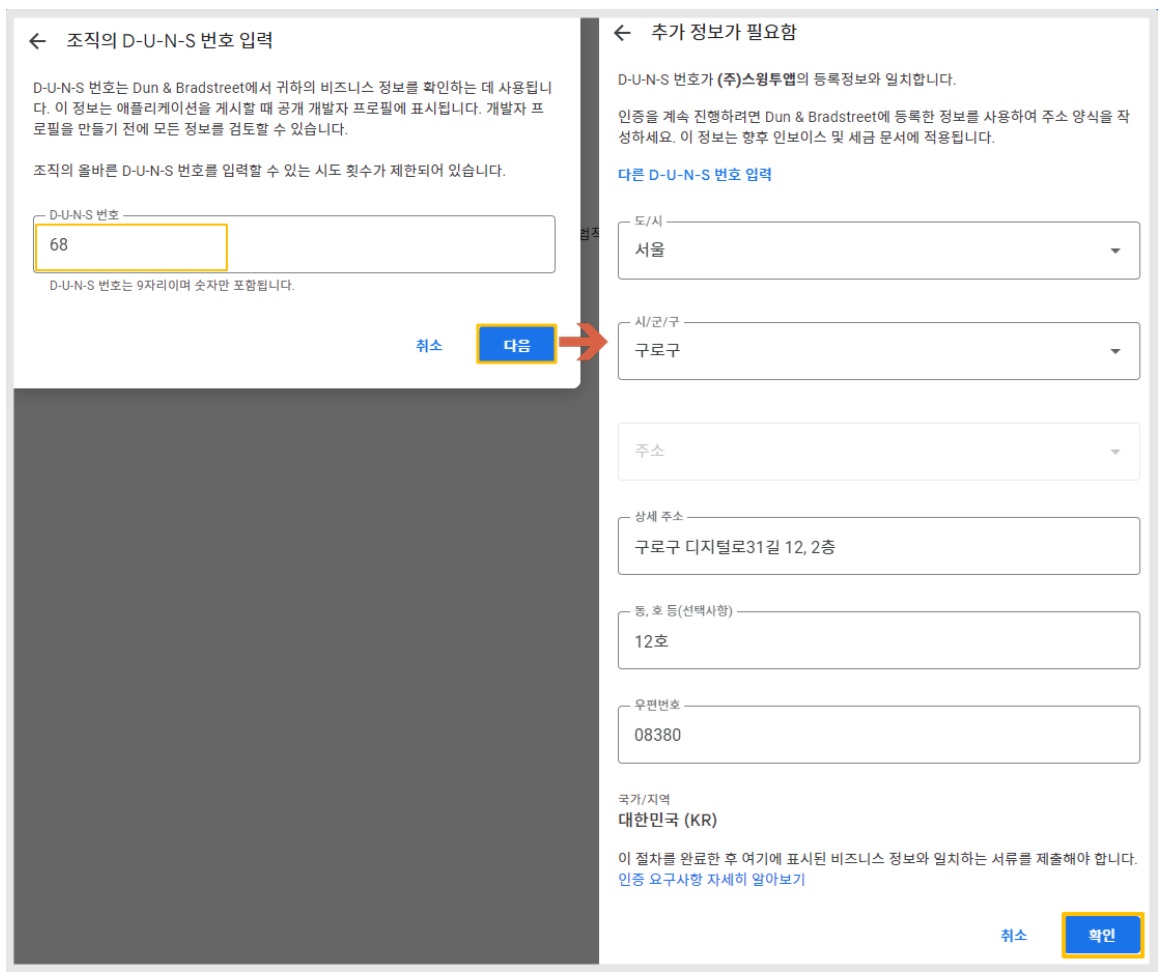 조직의 D-U-N-S 번호 입력
D-U-N-S 번호는 Dun & Bradstreet에서 귀하의 비즈니스 정보를 확인하는 데 사용됩니
다. 이 정보는 애플리케이션을 게시할 때 공개 개발자 프로필에 표시됩니다. 개발자 프
로필을 만들기 전에 모든 정보를 검토할 수 있습니다.
조직의 올바른 D-U-N-S 번호를 입력할 수 있는 시도 횟수가 제한되어 있습니다.
D-U-N-S 번호
68
D-U-N-S 번호는 9자리이며 숫자만 포함됩니다.
취소
다음
추가 정보가 필요함
D-U-N-S 번호가 (주)스윙투앱의 등록정보와 일치합니다.
인증을 계속 진행하려면 Dun & Bradstreet에 등록한 정보를 사용하여 주소 양식을 작
성하세요. 이 정보는 향후 인보이스 및 세금 문서에 적용됩니다.
다른 D-U-N-S 번호 입력
도/시
서울
시/군/구
구로구
주소
상세 주소
구로구 디지털로31길 12, 2층
동, 호 등(선택사항)
12호
우편번호
08380
국가/지역
대한민국 (KR)
이 절차를 완료한 후 여기에 표시된 비즈니스 정보와 일치하는 서류를 제출해야 합니다.
인증 요구사항 자세히 알아보기
취소
확인